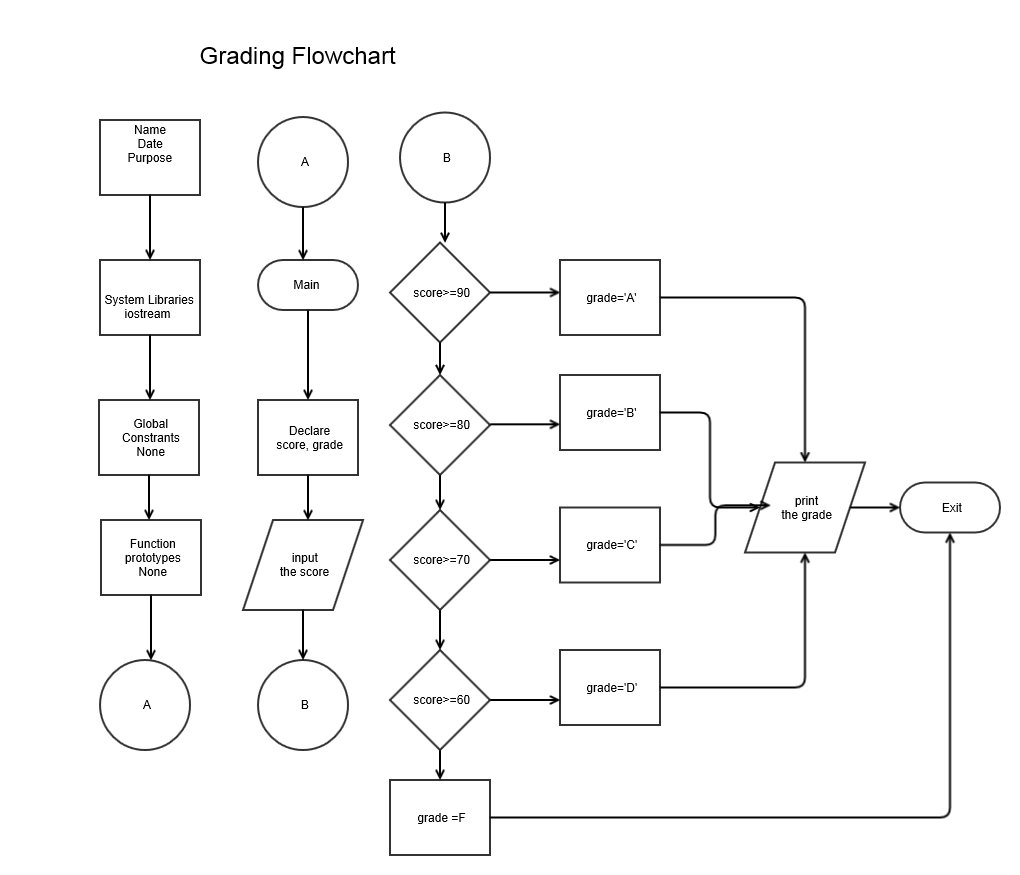 Grading Flowchart
Name
Date
Purpose
System Libraries
iostream
Global
Constrants
None
Function
prototypes
None
A
A
Main
Declare
score, grade
input
the score
B
B
score>=90
grade='A'
score>=80
grade='B'
score>=70
grade='C'
score>=60
grade='D'
grade =F
print
the grade
Exit